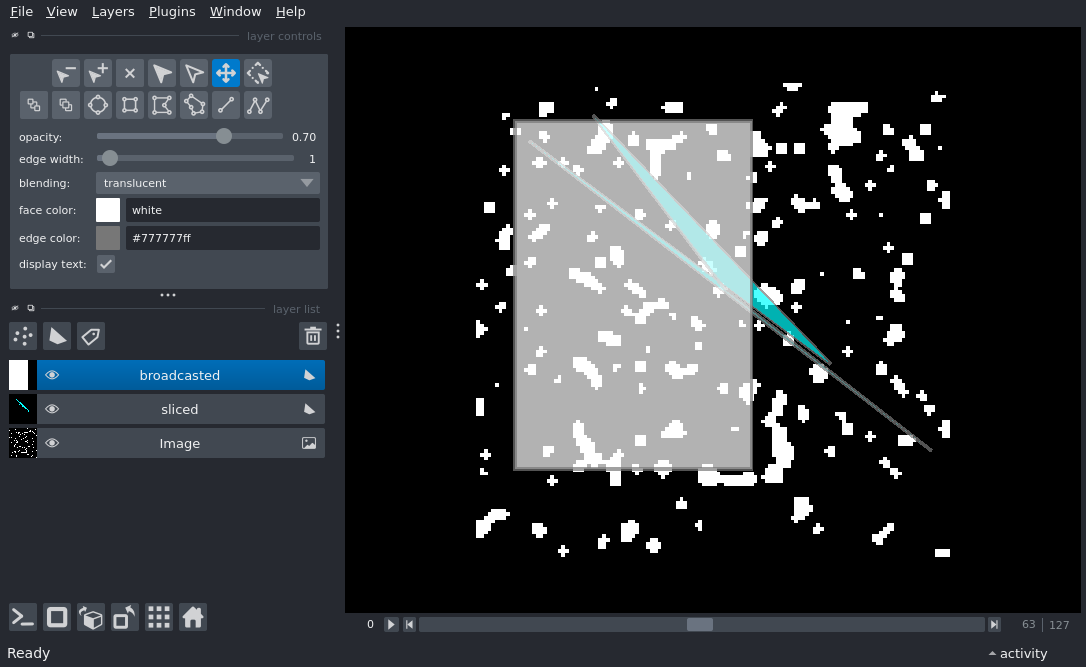 File View Layers Plugins Window Help
layer controls
opacity: 0.70
edge width: 1
blending: translucent
face color: white
edge color: #777777ff
display text:
layer list
broadcasted
sliced
Image
0 63 127
Ready activity